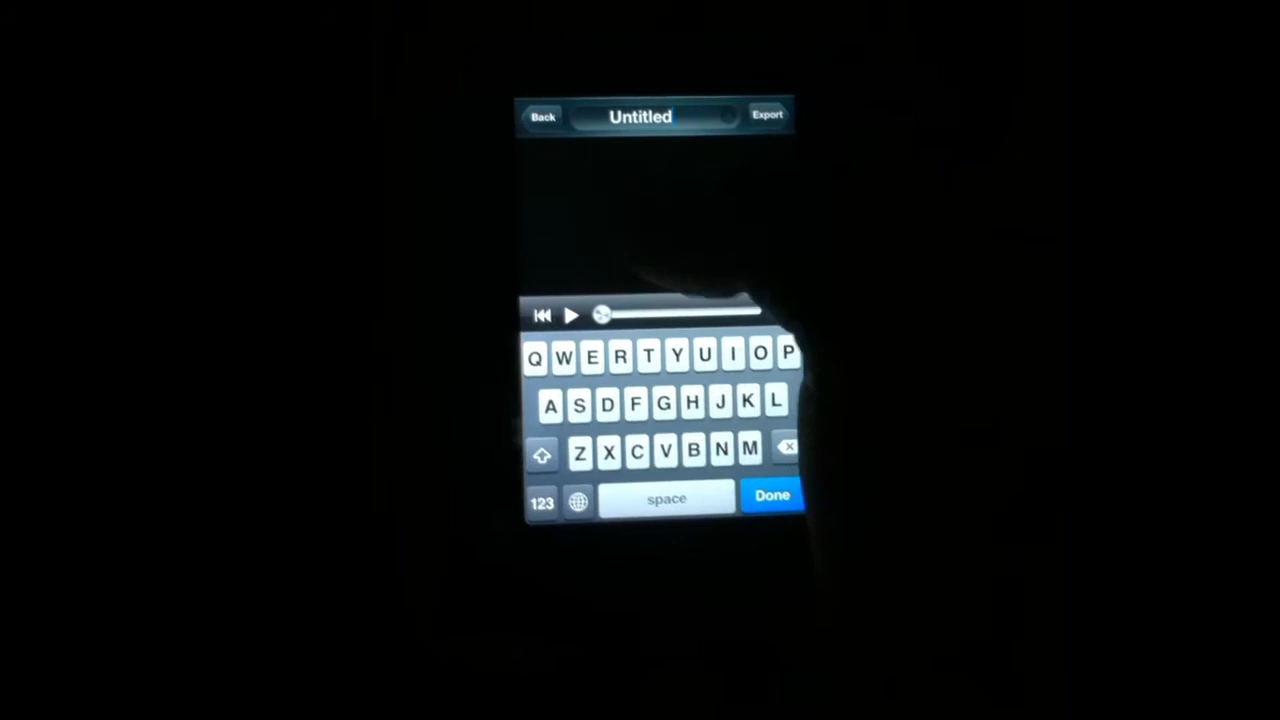 Back Untitled Export
Q W E R T Y U I O P
A S D F G H J K L
Z X C V B N M
123 space Done